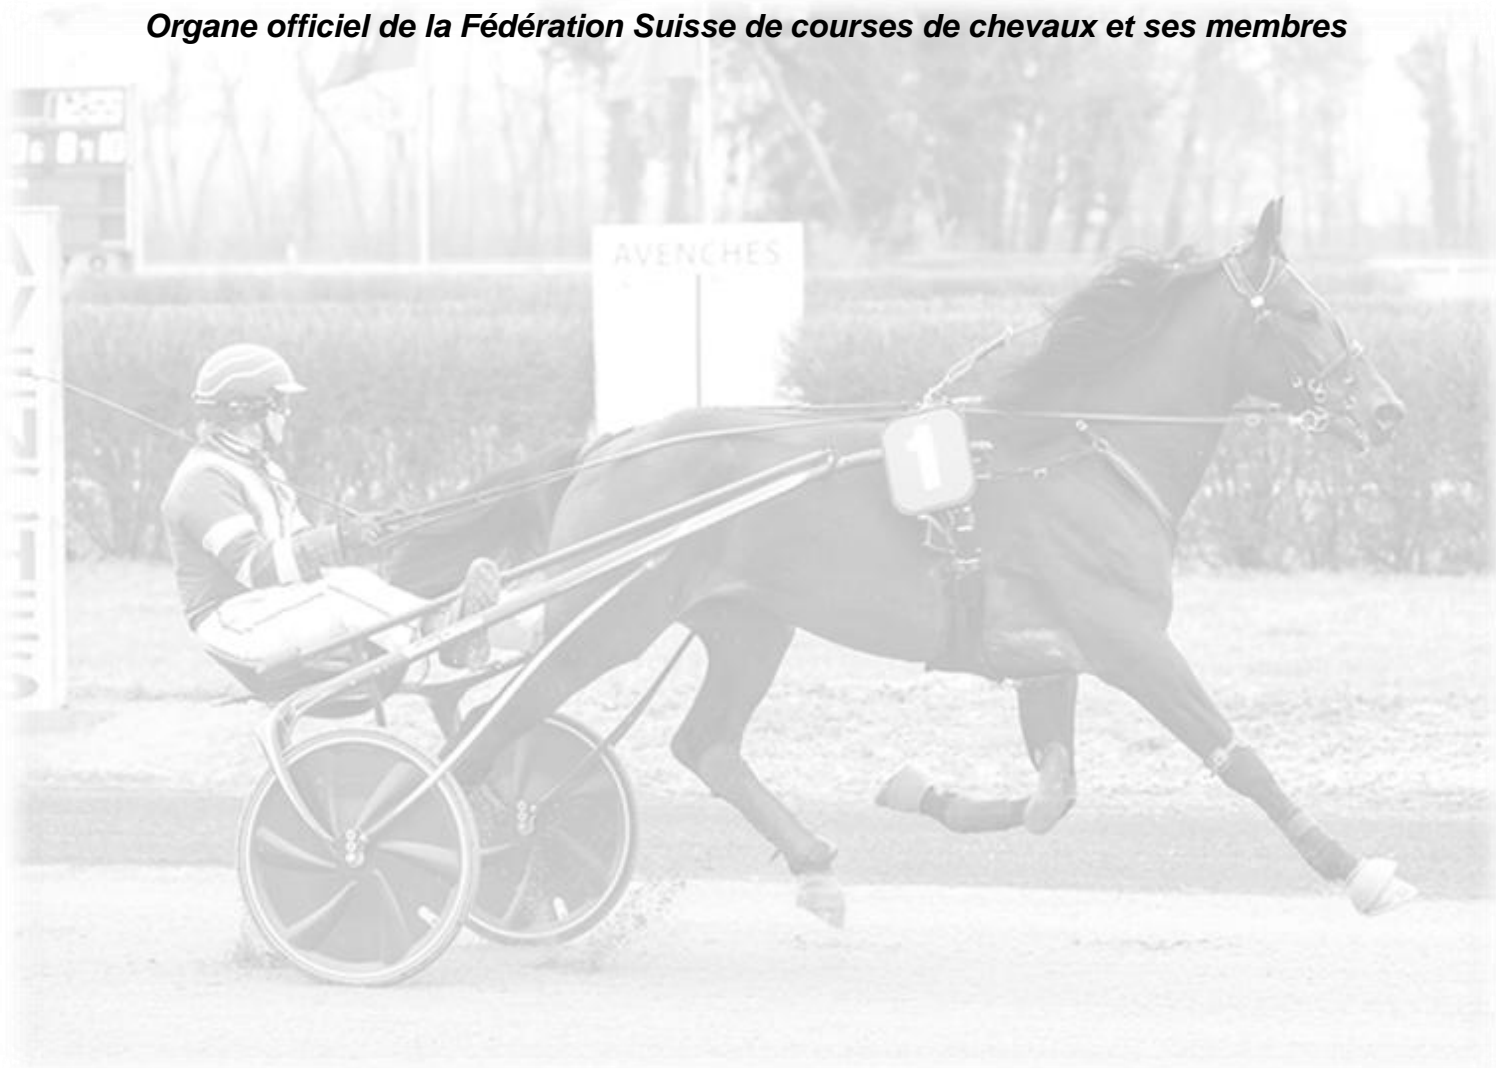 Organe officiel de la Fédération Suisse de courses de chevaux et ses membres
AVENCHES
1